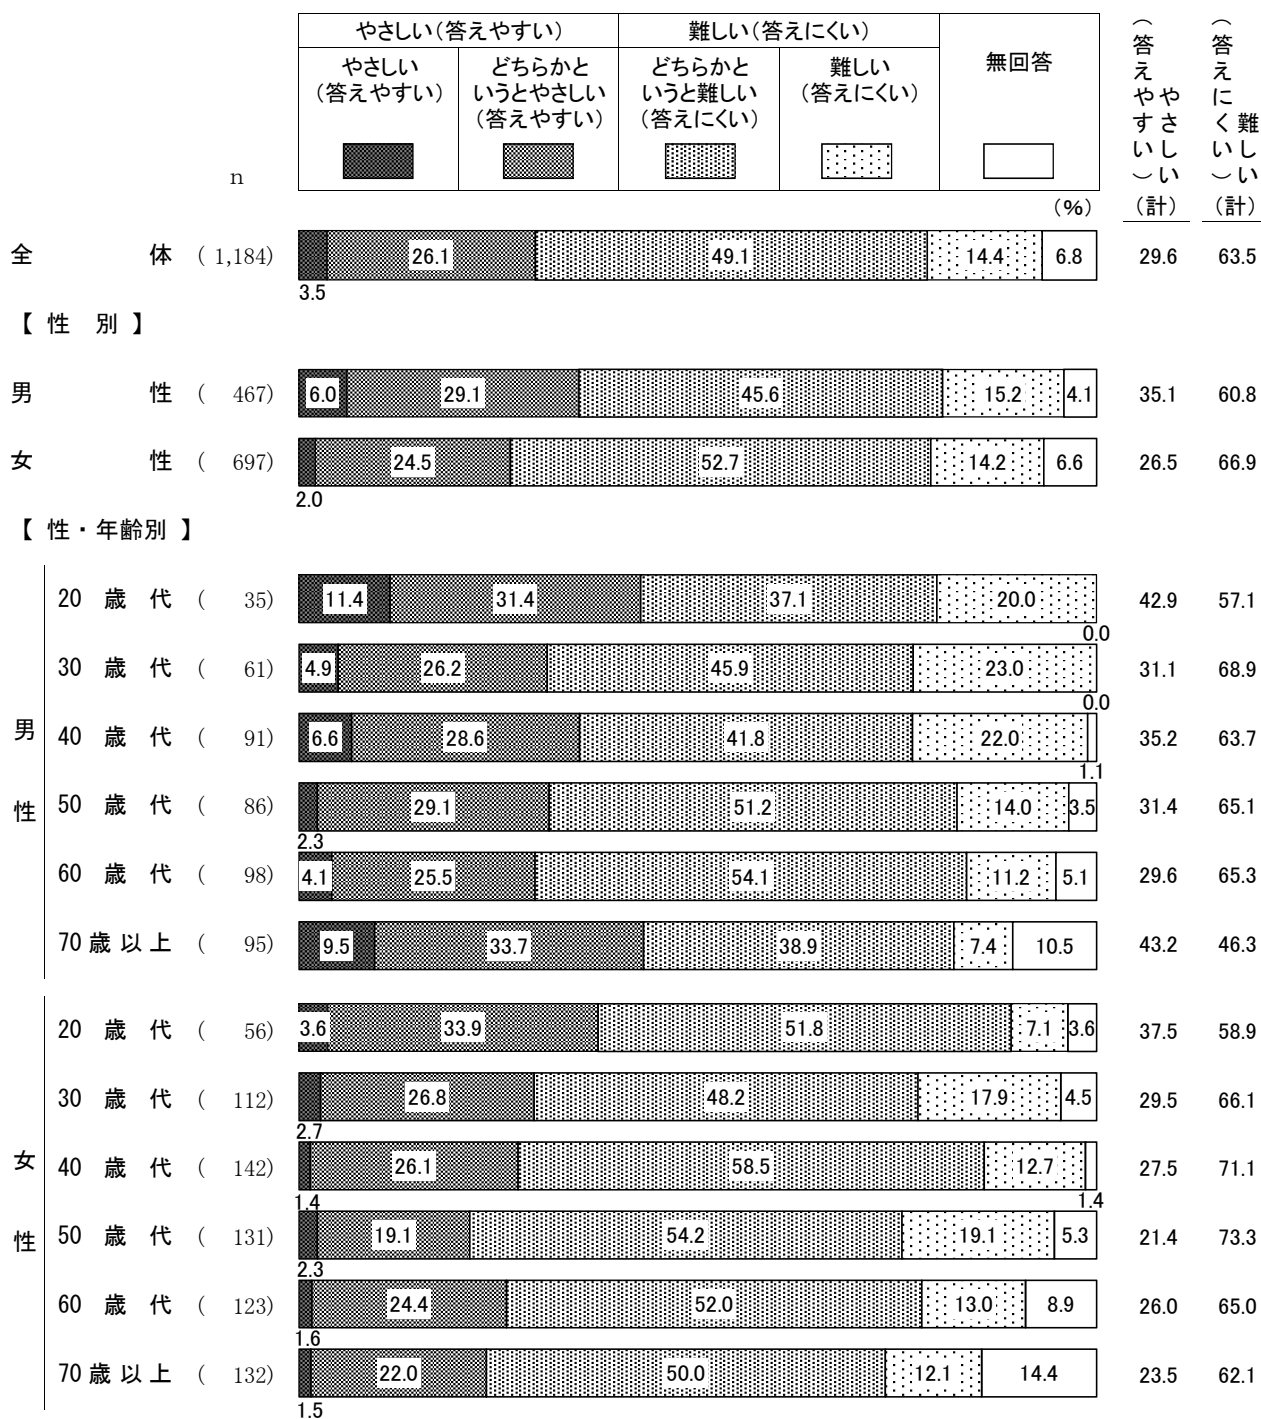 やさしい（答えやすい） 難しい（答えにくい） 無回答
やさしい（答えやすい）
どちらかというとやさしい（答えやすい）
どちらかというと難しい（答えにくい）
難しい（答えにくい）
やさしい（答えやすい）（計）
難しい（答えにくい）（計）
n
（%）
全体 （ 1,184） 3.5 26.1 49.1 14.4 6.8 29.6 63.5
【 性 別 】
男性 （ 467） 6.0 29.1 45.6 15.2 4.1 35.1 60.8
女性 （ 697） 2.0 24.5 52.7 14.2 6.6 26.5 66.9
【 性・年齢別 】
男性
20 歳 代 （ 35） 11.4 31.4 37.1 20.0 0.0 42.9 57.1
30 歳 代 （ 61） 4.9 26.2 45.9 23.0 0.0 31.1 68.9
40 歳 代 （ 91） 6.6 28.6 41.8 22.0 1.1 35.2 63.7
50 歳 代 （ 86） 2.3 29.1 51.2 14.0 3.5 31.4 65.1
60 歳 代 （ 98） 4.1 25.5 54.1 11.2 5.1 29.6 65.3
70 歳 以 上 （ 95） 9.5 33.7 38.9 7.4 10.5 43.2 46.3
女性
20 歳 代 （ 56） 3.6 33.9 51.8 7.1 3.6 37.5 58.9
30 歳 代 （ 112） 2.7 26.8 48.2 17.9 4.5 29.5 66.1
40 歳 代 （ 142） 1.4 26.1 58.5 12.7 1.4 27.5 71.1
50 歳 代 （ 131） 2.3 19.1 54.2 19.1 5.3 21.4 73.3
60 歳 代 （ 123） 1.6 24.4 52.0 13.0 8.9 26.0 65.0
70 歳 以 上 （ 132） 1.5 22.0 50.0 12.1 14.4 23.5 62.1